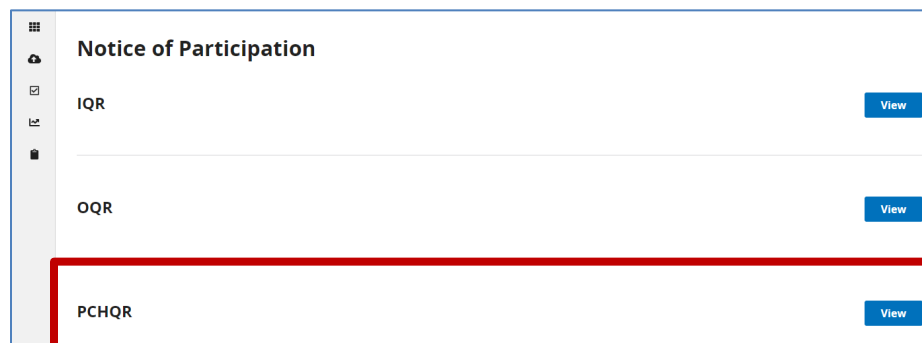 Notice of Participation
IQR View
OQR View
PCHQR View